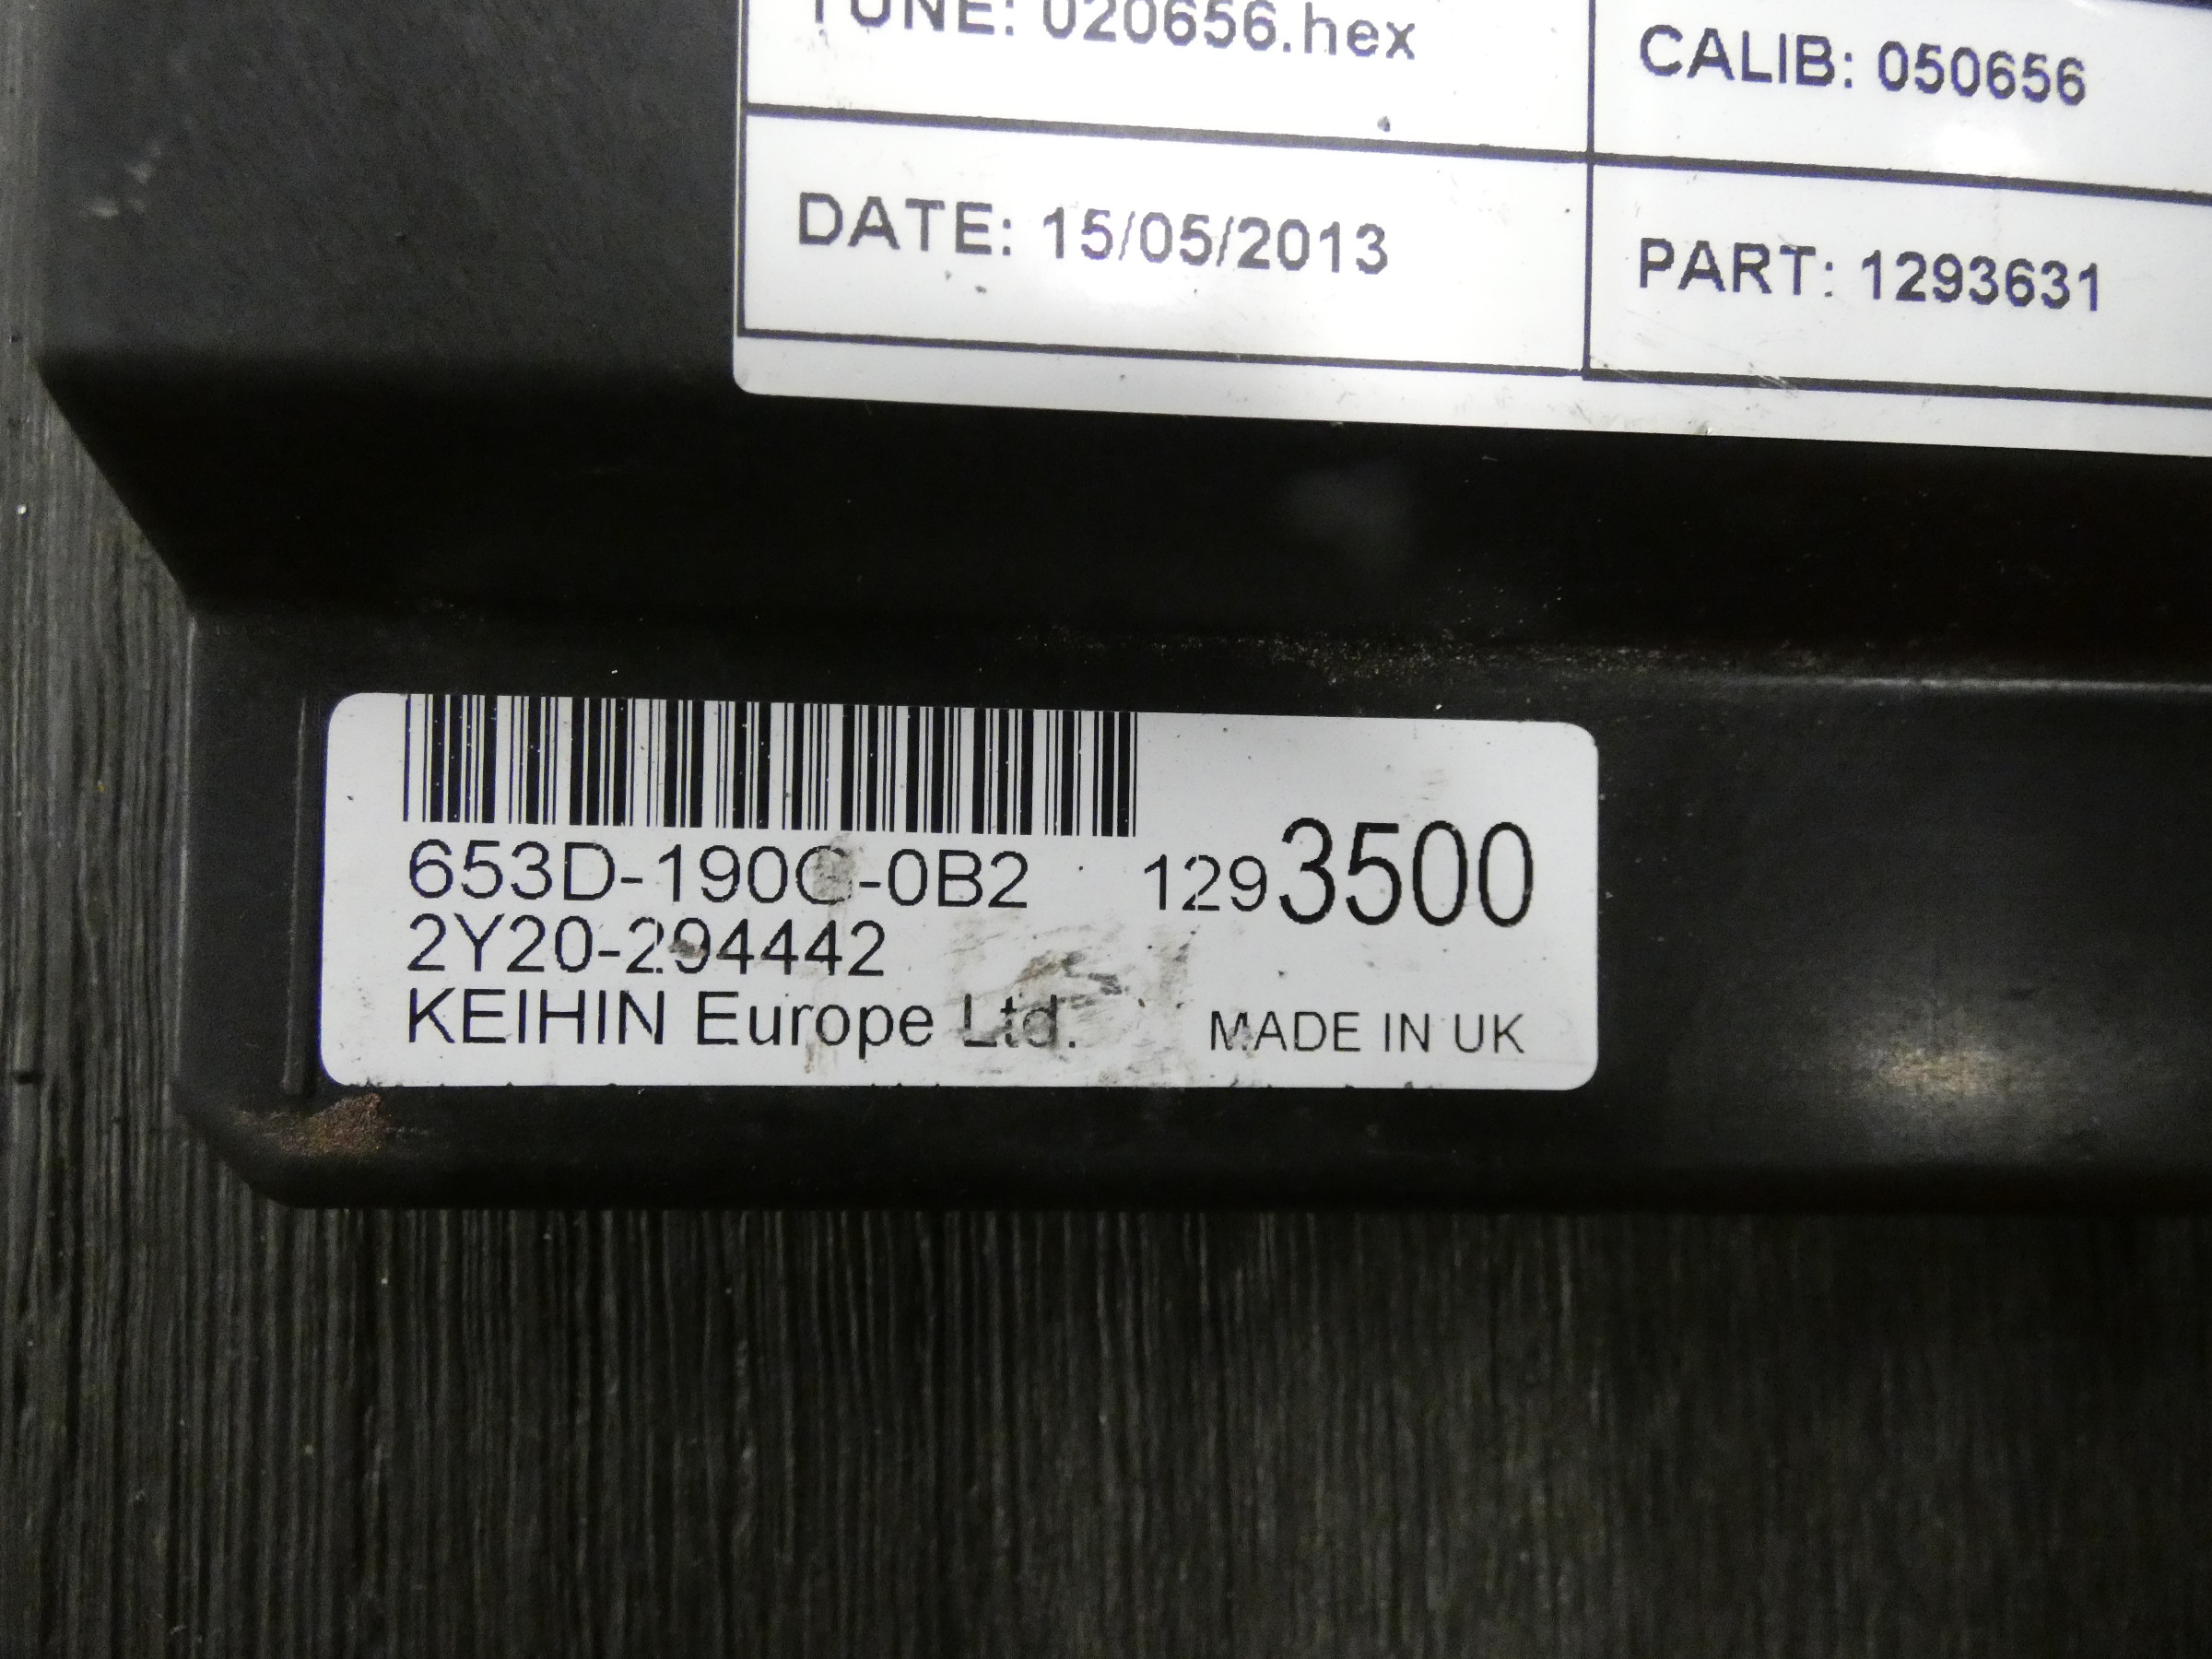 TUNE: 020656.hex
CALIB: 050656
DATE: 15/05/2013
PART: 1293631
653D-190G-0B2
1293500
2Y20-294442
KEIHIN Europe Ltd.
MADE IN UK